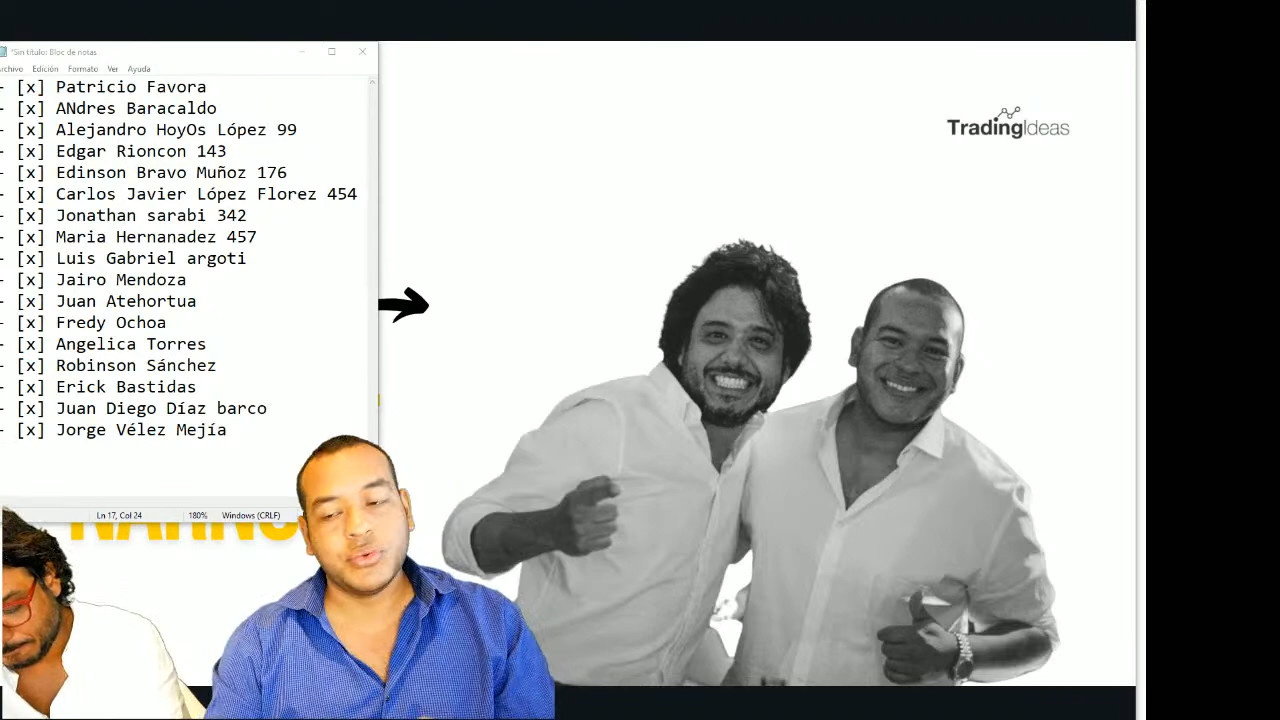 *Sin título: Bloc de notas
rchivo Edición Formato Ver Ayuda
- [x] Patricio Favora
- [x] ANdres Baracaldo
- [x] Alejandro HoyOs López 99
- [x] Edgar Rioncon 143
- [x] Edinson Bravo Muñoz 176
- [x] Carlos Javier López Florez 454
- [x] Jonathan sarabi 342
- [x] Maria Hernanadez 457
- [x] Luis Gabriel argoti
- [x] Jairo Mendoza
- [x] Juan Atehortua
- [x] Fredy Ochoa
- [x] Angelica Torres
- [x] Robinson Sánchez
- [x] Erick Bastidas
- [x] Juan Diego Díaz barco
- [x] Jorge Vélez Mejía
Ln 17, Col 24 180% Windows (CRLF)
TradingIdeas